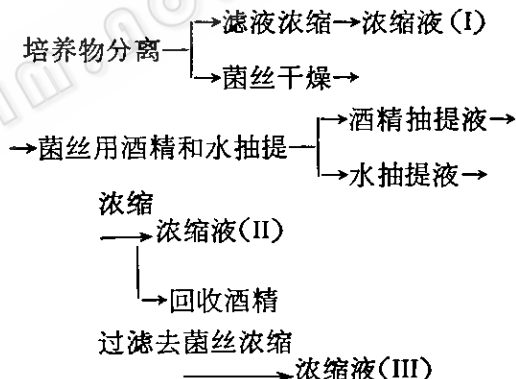 →滤液浓缩→浓缩液(I)
培养物分离
→菌丝干燥→
→酒精抽提液→
→菌丝用酒精和水抽提
→水抽提液→
浓缩
→浓缩液(II)
→回收酒精
过滤去菌丝浓缩
→浓缩液(III)